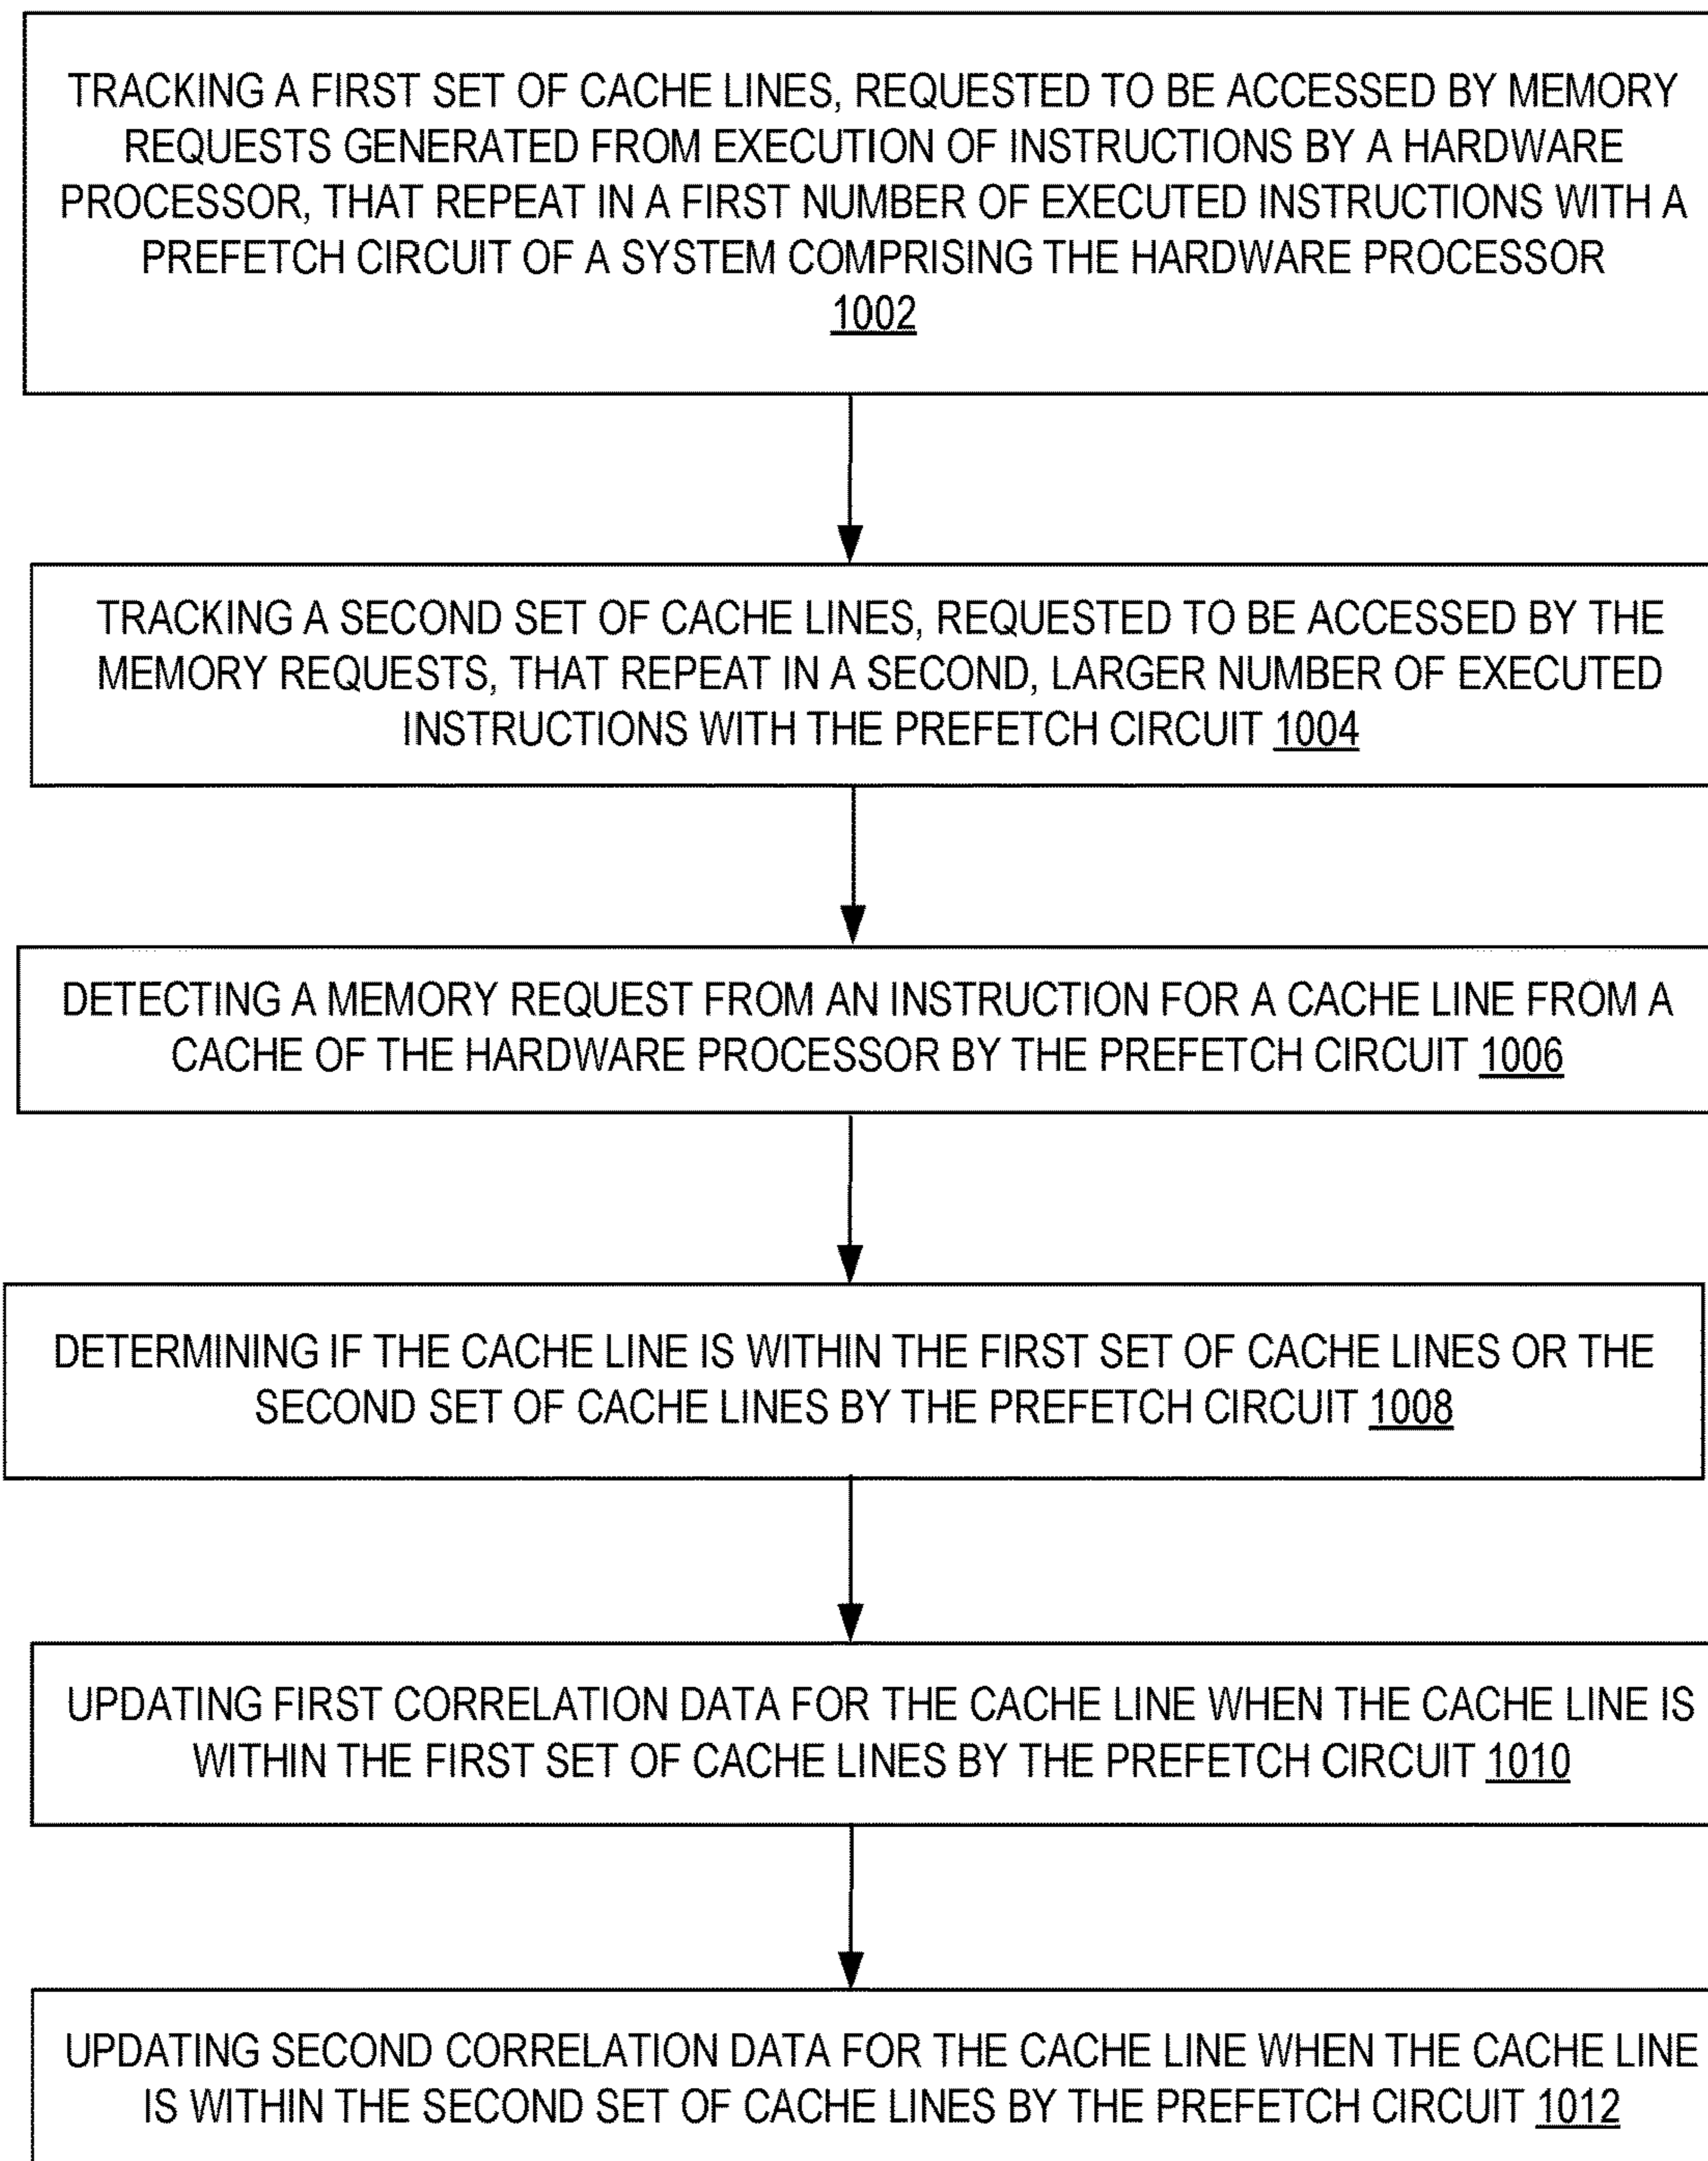 TRACKING A FIRST SET OF CACHE LINES, REQUESTED TO BE ACCESSED BY MEMORY
REQUESTS GENERATED FROM EXECUTION OF INSTRUCTIONS BY A HARDWARE
PROCESSOR, THAT REPEAT IN A FIRST NUMBER OF EXECUTED INSTRUCTIONS WITH A
PREFETCH CIRCUIT OF A SYSTEM COMPRISING THE HARDWARE PROCESSOR
1002
TRACKING A SECOND SET OF CACHE LINES, REQUESTED TO BE ACCESSED BY THE
MEMORY REQUESTS, THAT REPEAT IN A SECOND, LARGER NUMBER OF EXECUTED
INSTRUCTIONS WITH THE PREFETCH CIRCUIT 1004
DETECTING A MEMORY REQUEST FROM AN INSTRUCTION FOR A CACHE LINE FROM A
CACHE OF THE HARDWARE PROCESSOR BY THE PREFETCH CIRCUIT 1006
DETERMINING IF THE CACHE LINE IS WITHIN THE FIRST SET OF CACHE LINES OR THE
SECOND SET OF CACHE LINES BY THE PREFETCH CIRCUIT 1008
UPDATING FIRST CORRELATION DATA FOR THE CACHE LINE WHEN THE CACHE LINE IS
WITHIN THE FIRST SET OF CACHE LINES BY THE PREFETCH CIRCUIT 1010
UPDATING SECOND CORRELATION DATA FOR THE CACHE LINE WHEN THE CACHE LINE
IS WITHIN THE SECOND SET OF CACHE LINES BY THE PREFETCH CIRCUIT 1012